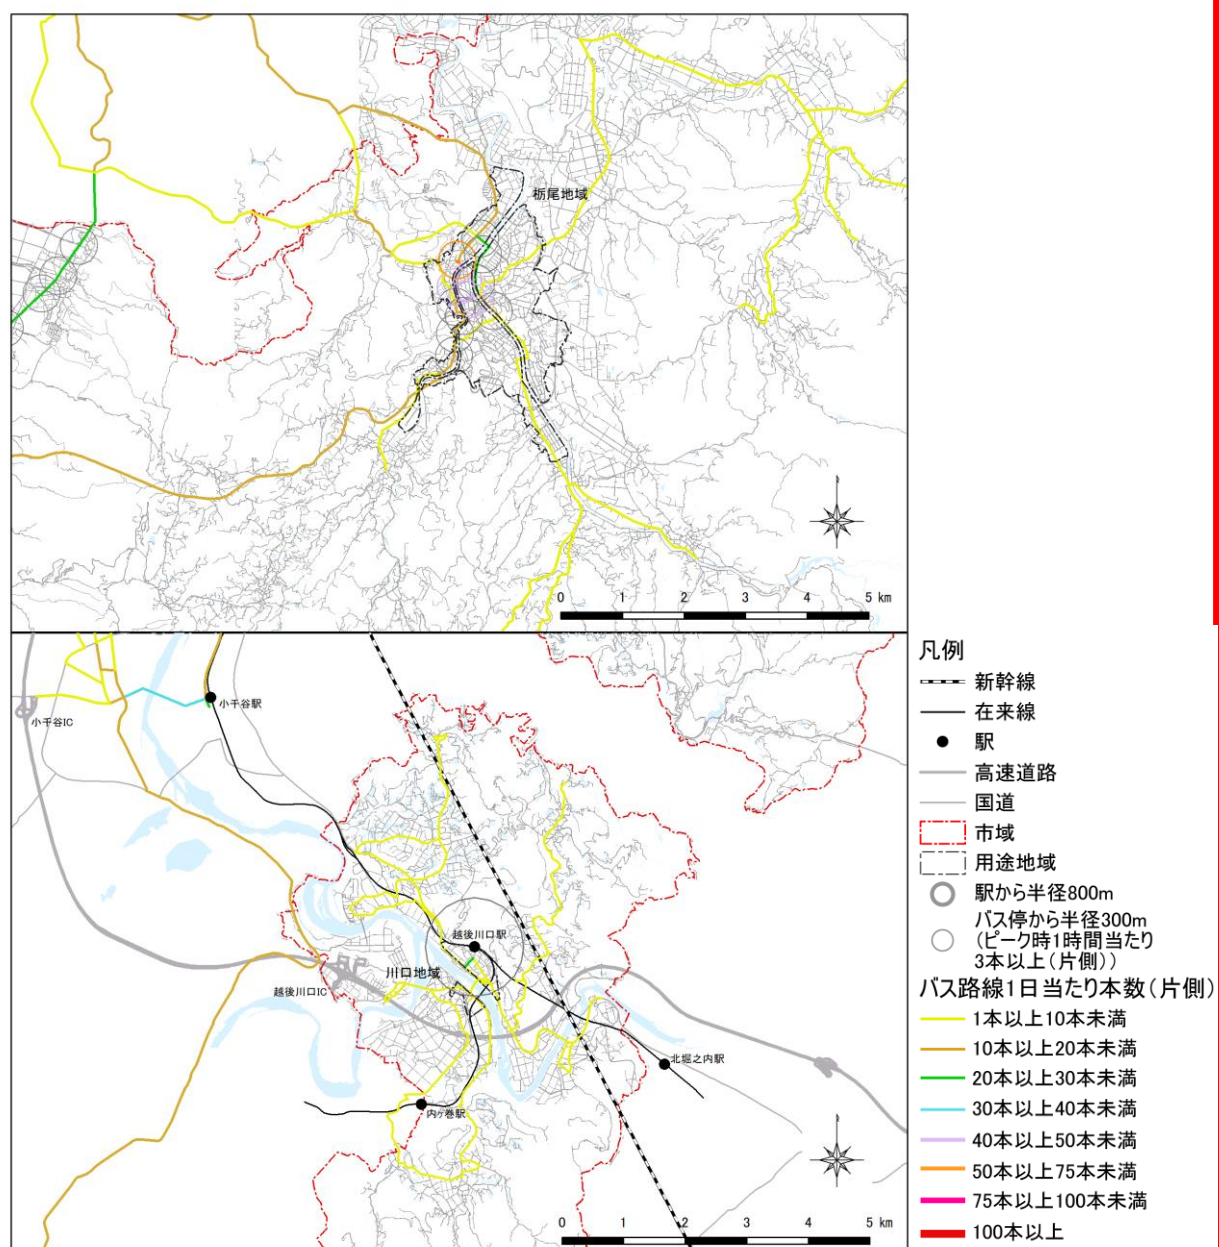 栃尾地域
0 1 2 3 4 5 km
小千谷駅
小千谷IC
越後川口駅
川口地域
越後川口IC
北堀之内駅
内ヶ巻駅
0 1 2 3 4 5 km
凡例
新幹線
在来線
駅
高速道路
国道
市域
用途地域
駅から半径800m
バス停から半径300m
(ピーク時1時間当たり
3本以上(片側))
バス路線1日当たり本数(片側)
1本以上10本未満
10本以上20本未満
20本以上30本未満
30本以上40本未満
40本以上50本未満
50本以上75本未満
75本以上100本未満
100本以上